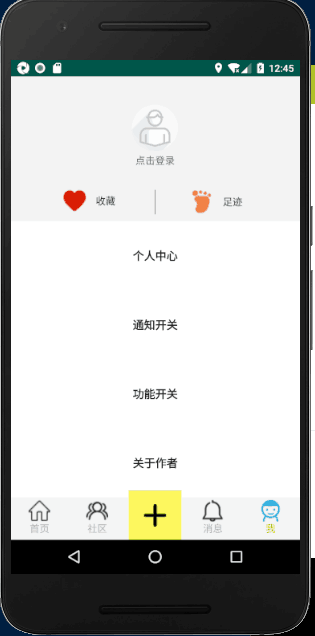 12:45
点击登录
收藏 足迹
个人中心
通知开关
功能开关
关于作者
首页 社区 消息 我